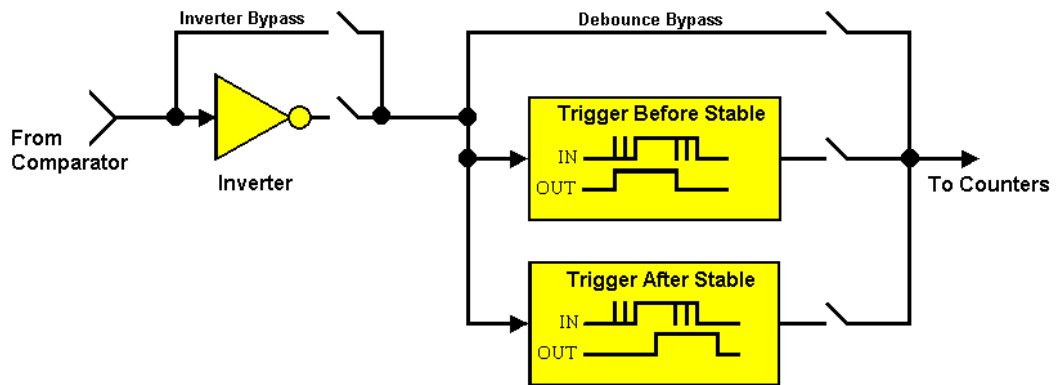 Inverter Bypass
Debounce Bypass
From
Comparator
Inverter
Trigger Before Stable
IN
OUT
To Counters
Trigger After Stable
IN
OUT